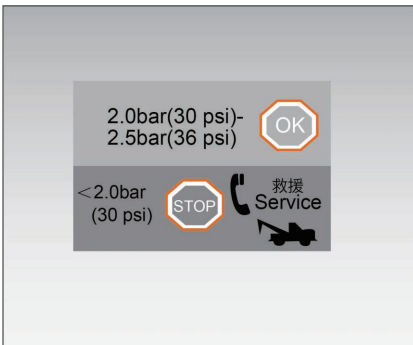 2.0bar(30 psi)-
2.5bar(36 psi)
OK
<2.0bar
(30 psi)
STOP
救援
Service